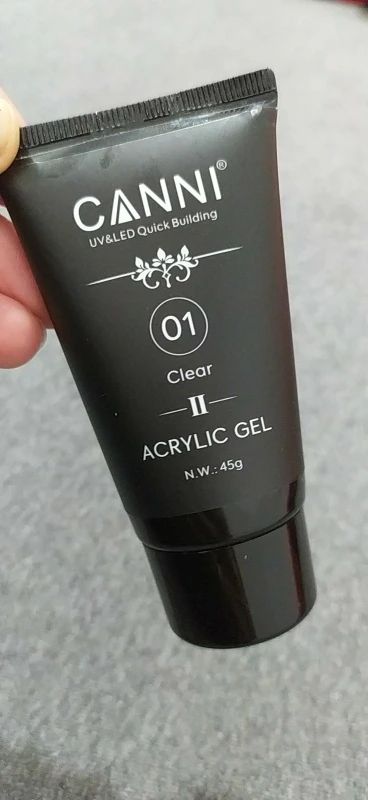 CANNI®
UV&LED Quick Building
01
Clear
II
ACRYLIC GEL
N.W.: 45g